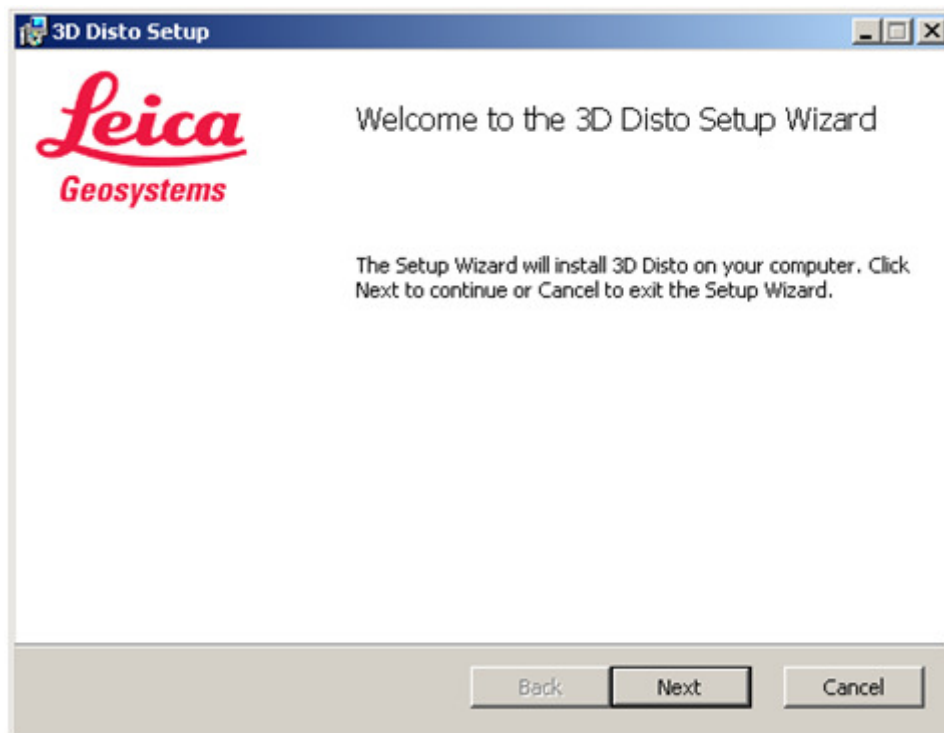 3D Disto Setup
Leica
Geosystems
Welcome to the 3D Disto Setup Wizard
The Setup Wizard will install 3D Disto on your computer. Click
Next to continue or Cancel to exit the Setup Wizard.
Back
Next
Cancel